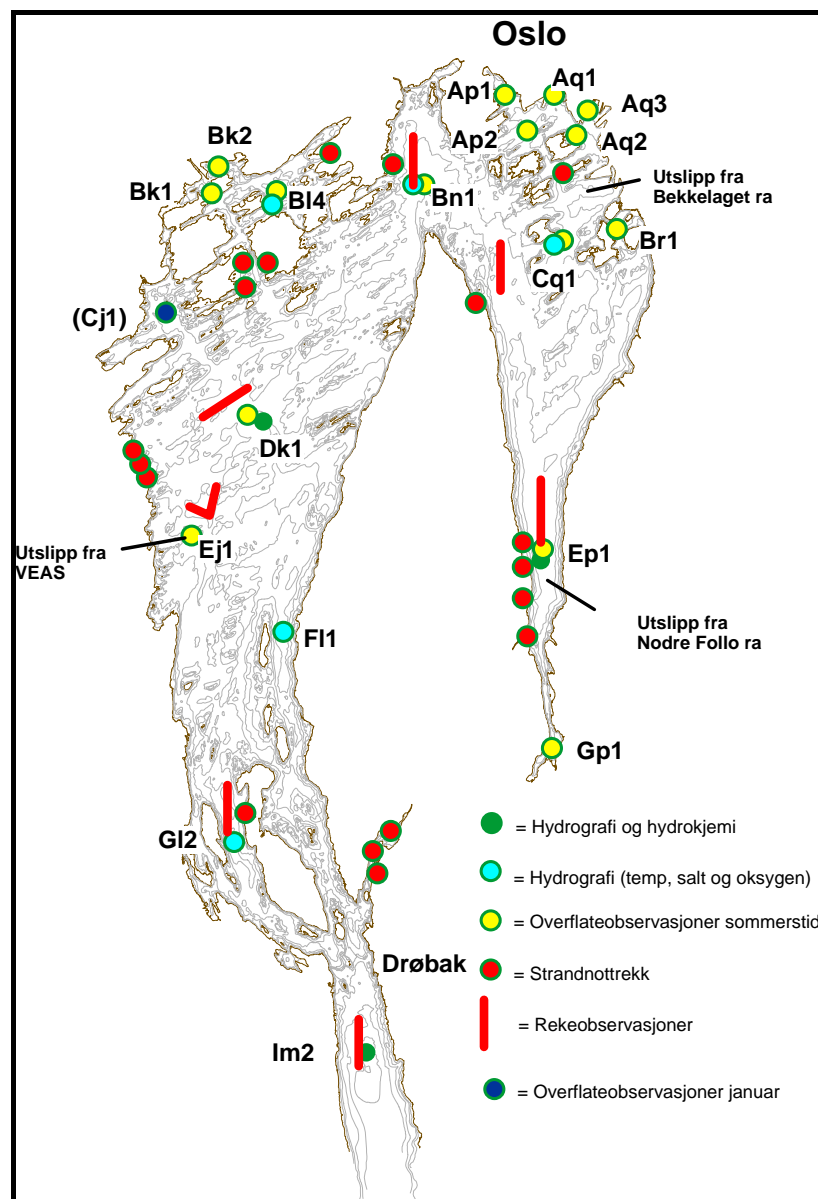 Oslo
Ap1
Aq1
Aq3
Ap2
Aq2
Bk2
Bk1
Bl4
Bn1
Utslipp fra
Bekkelaget ra
Br1
Cq1
(Cj1)
Dk1
Utslipp fra
VEAS
Ej1
Ep1
Fl1
Utslipp fra
Nodre Follo ra
Gp1
Gl2
= Hydrografi og hydrokjemi
= Hydrografi (temp, salt og oksygen)
= Overflateobservasjoner sommerstid
Drøbak
= Strandnottrekk
= Rekeobservasjoner
Im2
= Overflateobservasjoner januar